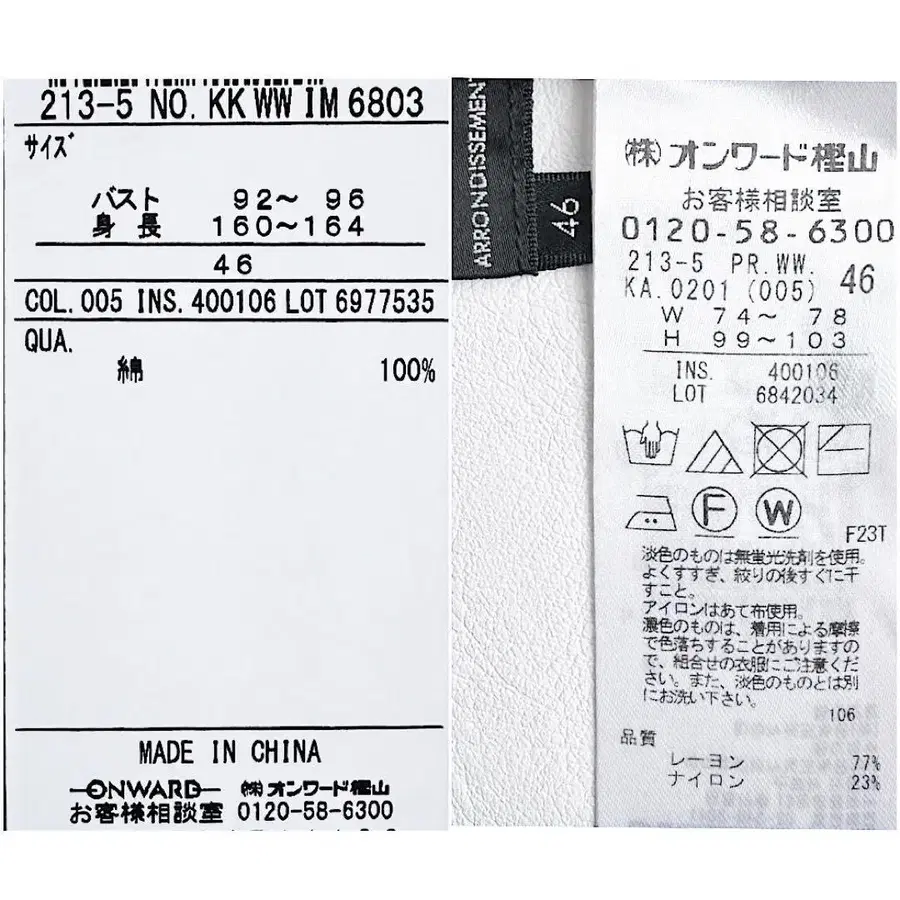 213-5 NO. KK WW IM 6803
サイズ
バスト 92~ 96
身 長 160~164
46
COL. 005 INS. 400106 LOT 6977535
QUA.
綿 100%
MADE IN CHINA
ONWARD (株)オンワード樫山
お客様相談室 0120-58-6300
ARRONDISSEMENT
46
(株)オンワード樫山
お客様相談室
0120-58-6300
213-5 PR.WW.
KA.0201 (005) 46
W 74~ 78
H 99~103
INS. 400106
LOT 6842034
F
W
F23T
淡色のものは無蛍光洗剤を使用。
よくすすぎ、絞りの後すぐに干
すこと。
アイロンはあて布使用。
濃色のものは、着用による摩擦
で色落ちすることがありますの
で、組合せの衣服にご注意くだ
さい。また、淡色のものとは別
にお洗い下さい。
106
品質
レーヨン 77%
ナイロン 23%